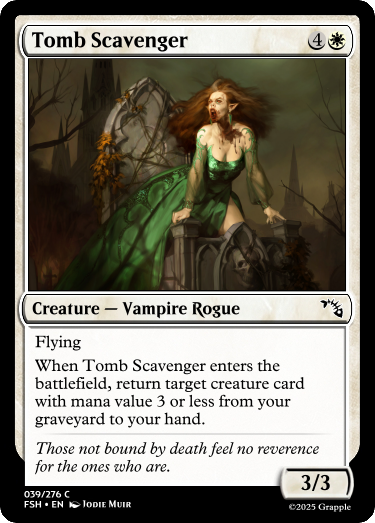 Tomb Scavenger 4
Creature — Vampire Rogue
Flying
When Tomb Scavenger enters the
battlefield, return target creature card
with mana value 3 or less from your
graveyard to your hand.
Those not bound by death feel no reverence
for the ones who are.
3/3
039/276 C
FSH • EN Jodie Muir
©2025 Grapple